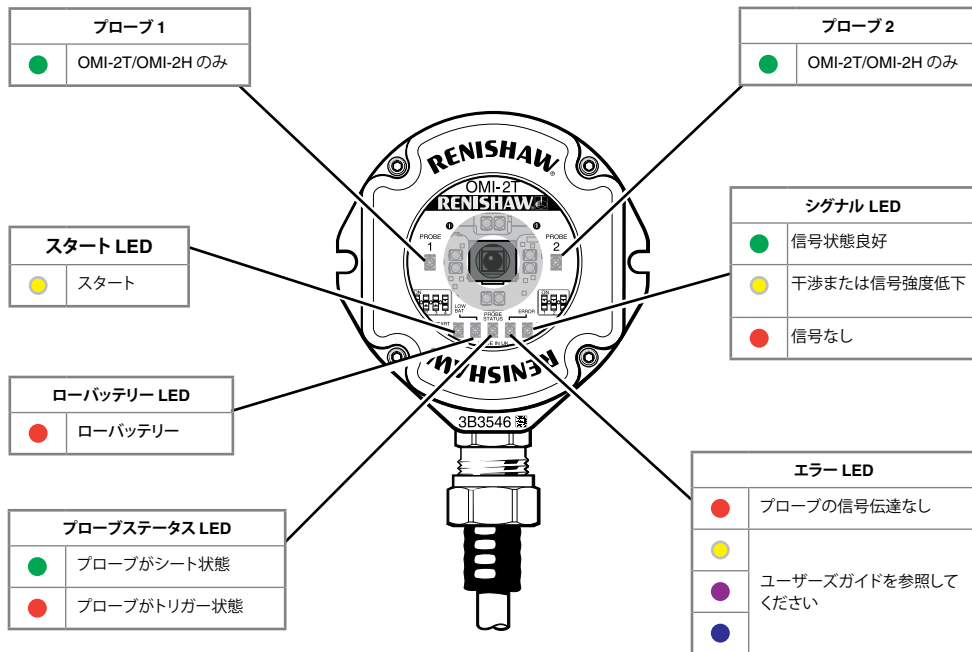 プローブ 1
OMI-2T/OMI-2H のみ
プローブ 2
OMI-2T/OMI-2H のみ
スタート LED
スタート
ローバッテリー LED
ローバッテリー
プローブステータス LED
プローブがシート状態
プローブがトリガー状態
RENISHAW
OMI-2T
RENISHAW
PROBE
1
PROBE
2
ON
ON
LOW
BAT
PROBE
STATUS
ERROR
RENISHAW
3B3546
シグナル LED
信号状態良好
干渉または信号強度低下
信号なし
エラー LED
プローブの信号伝達なし
ユーザーズガイドを参照して
ください